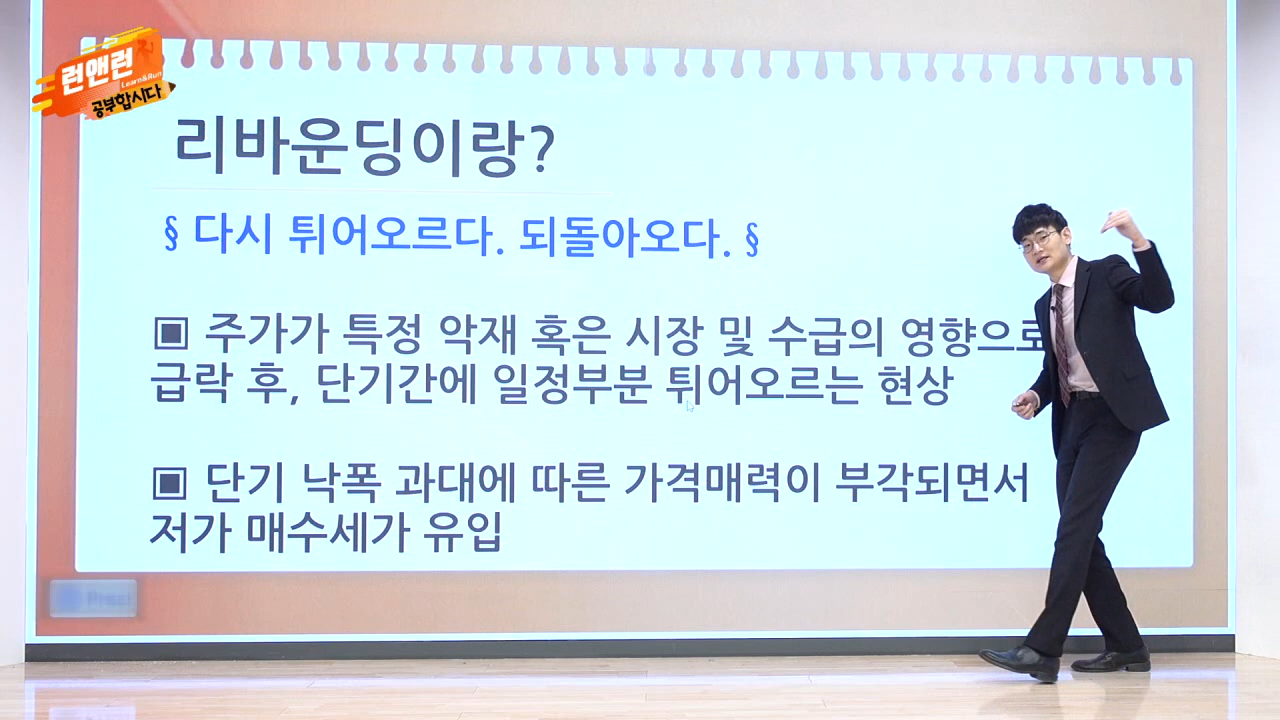 런앤런
Learn&Run
공부합시다
리바운딩이랑?
§ 다시 튀어오르다. 되돌아오다. §
▣ 주가가 특정 악재 혹은 시장 및 수급의 영향으로
급락 후, 단기간에 일정부분 튀어오르는 현상
▣ 단기 낙폭 과대에 따른 가격매력이 부각되면서
저가 매수세가 유입
Prezi